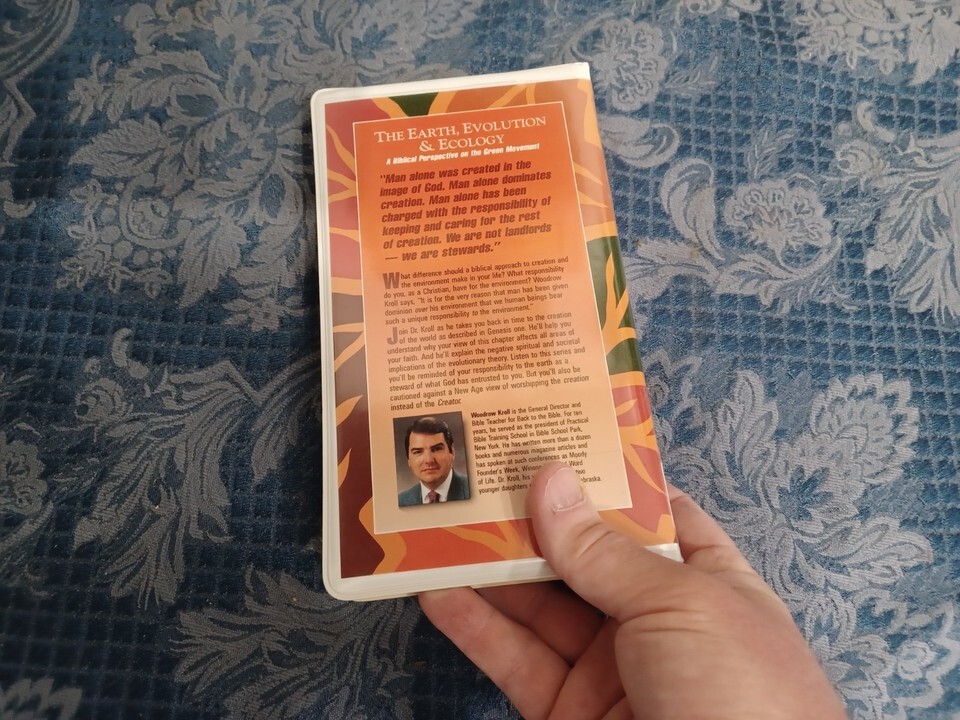 THE EARTH, EVOLUTION
& ECOLOGY
A Biblical Perspective on the Green Movement
"Man alone was created in the
image of God. Man alone dominates
creation. Man alone has been
charged with the responsibility of
keeping and caring for the rest
of creation. We are not landlords
— we are stewards."
What difference should a biblical approach to creation and
the environment make in your life? What responsibility
do you, as a Christian, have for the environment? Woodrow
Kroll says, "It is for the very reason that man has been given
dominion over his environment that we human beings bear
such a unique responsibility to the environment."
Join Dr. Kroll as he takes you back in time to the creation
of the world as described in Genesis one. He'll help you
understand why your view of this chapter affects all areas of
your faith. And he'll explain the negative spiritual and societal
implications of the evolutionary theory. Listen to this series and
you'll be reminded of your responsibility to the earth as a
steward of what God has entrusted to you. But you'll also be
cautioned against a New Age view of worshipping the creation
instead of the Creator.
Woodrow Kroll is the General Director and
Bible Teacher for Back to the Bible. For ten
years, he served as the president of Practical
Bible Training School in Bible School Park,
New York. He has written more than a dozen
books and numerous magazine articles and
has spoken at such conferences as Moody
Founder's Week, Winona Word
of Life. Dr. Kroll, his two
younger daughters